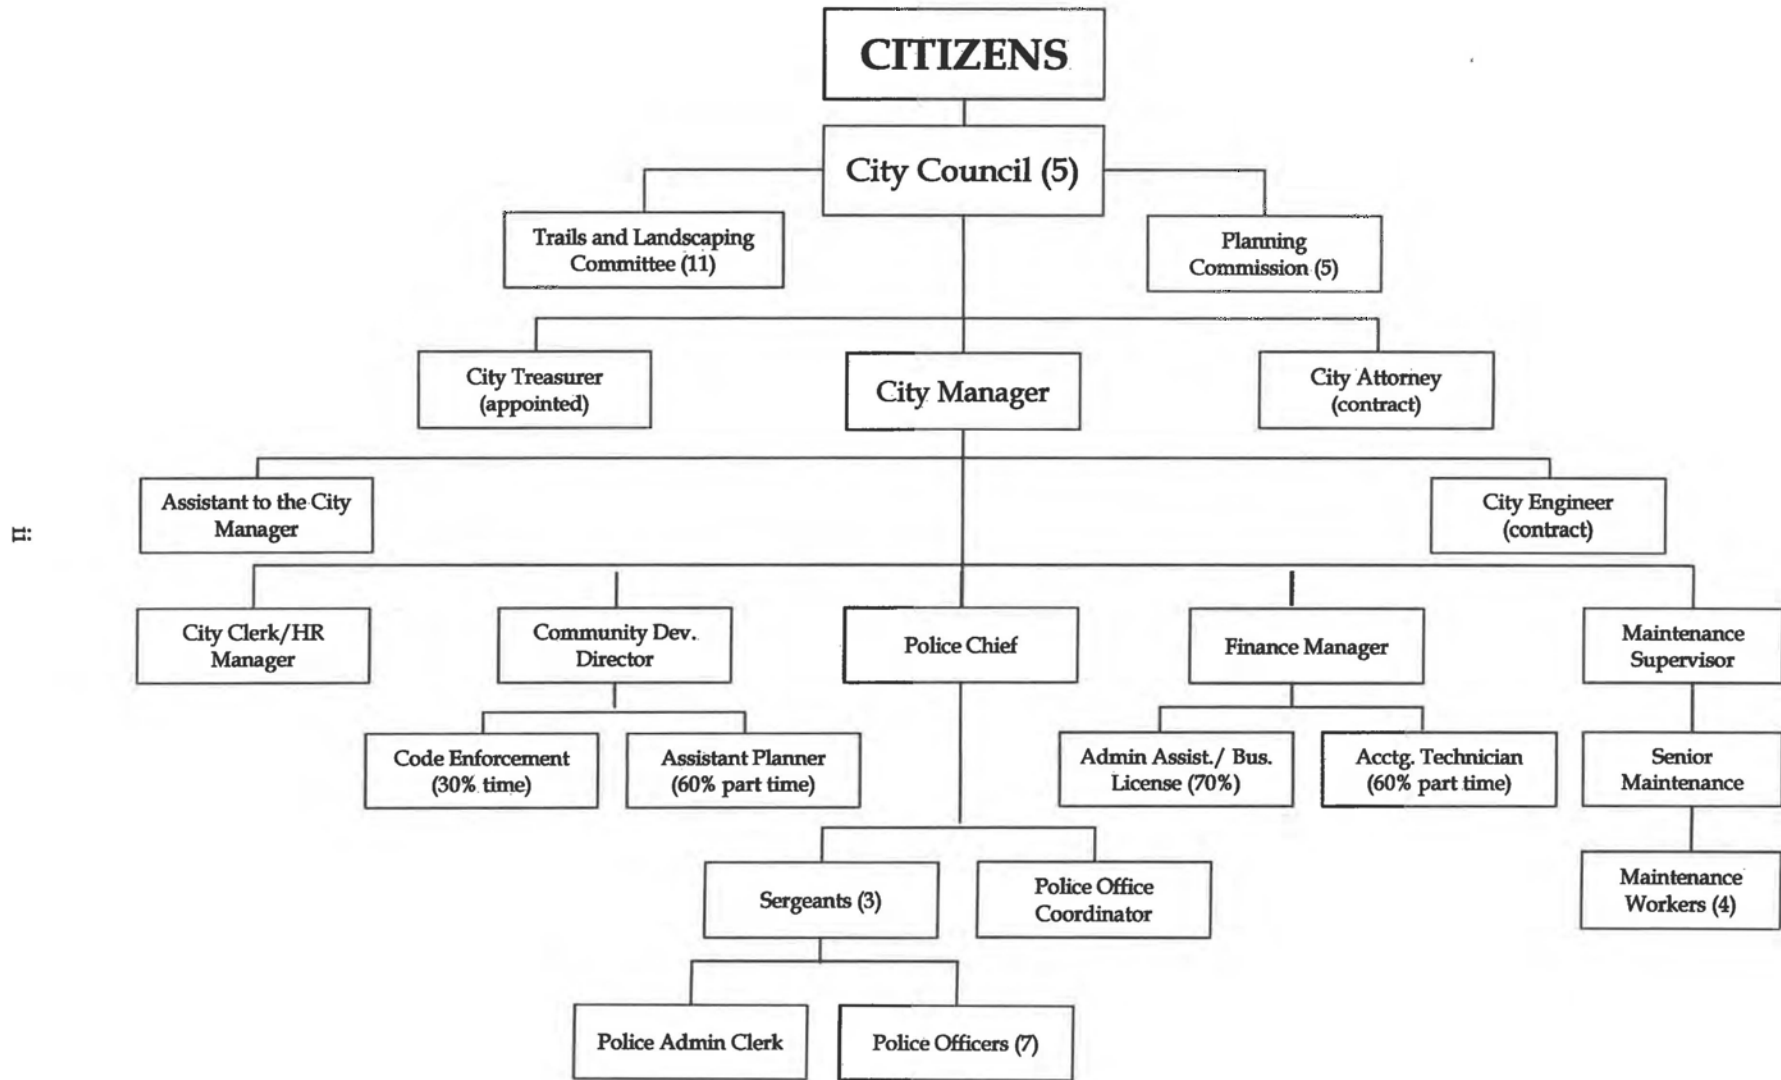 CITIZENS
City Council (5)
Trails and Landscaping
Committee (11)
Planning
Commission (5)
City Treasurer
(appointed)
City Manager
City Attorney
(contract)
Assistant to the City
Manager
City Engineer
(contract)
ii
City Clerk/HR
Manager
Community Dev.
Director
Police Chief
Finance Manager
Maintenance
Supervisor
Code Enforcement
(30% time)
Assistant Planner
(60% part time)
Admin Assist./ Bus.
License (70%)
Acctg. Technician
(60% part time)
Senior
Maintenance
Sergeants (3)
Police Office
Coordinator
Maintenance
Workers (4)
Police Admin Clerk
Police Officers (7)